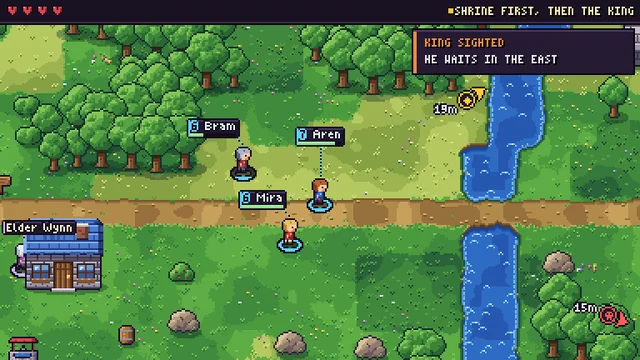 SHRINE FIRST, THEN THE KING
KING SIGHTED
HE WAITS IN THE EAST
19m
6 Bram
7 Aren
6 Mira
Elder Wynn
15m